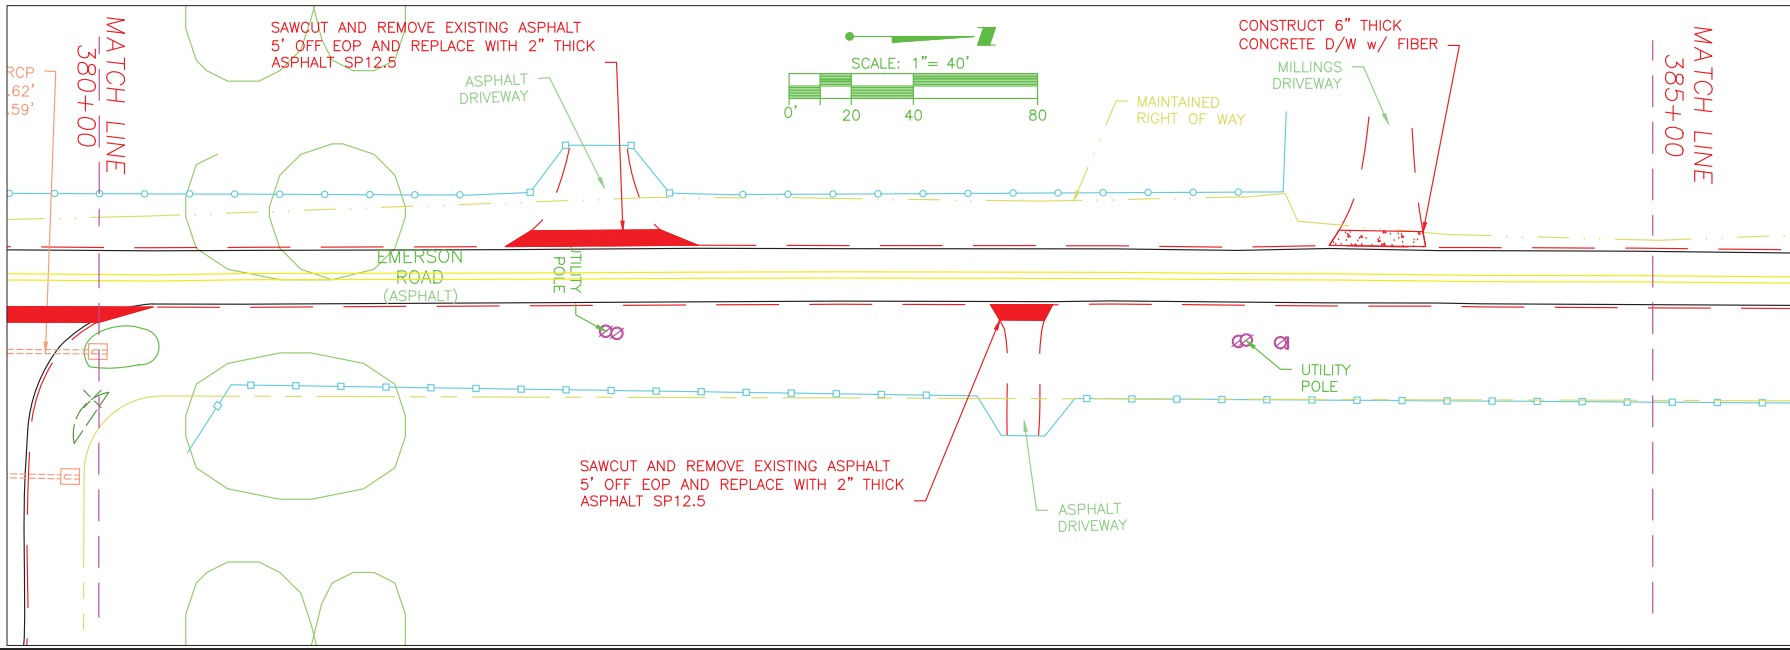 MATCH LINE
380+00
RCP
.62'
.59'
SAWCUT AND REMOVE EXISTING ASPHALT
5' OFF EOP AND REPLACE WITH 2" THICK
ASPHALT SP12.5
ASPHALT
DRIVEWAY
SCALE: 1"= 40'
0'
20
40
80
MAINTAINED
RIGHT OF WAY
CONSTRUCT 6" THICK
CONCRETE D/W w/ FIBER
MILLINGS
DRIVEWAY
MATCH LINE
385+00
EMERSON
ROAD
(ASPHALT)
UTILITY
POLE
UTILITY
POLE
SAWCUT AND REMOVE EXISTING ASPHALT
5' OFF EOP AND REPLACE WITH 2" THICK
ASPHALT SP12.5
ASPHALT
DRIVEWAY